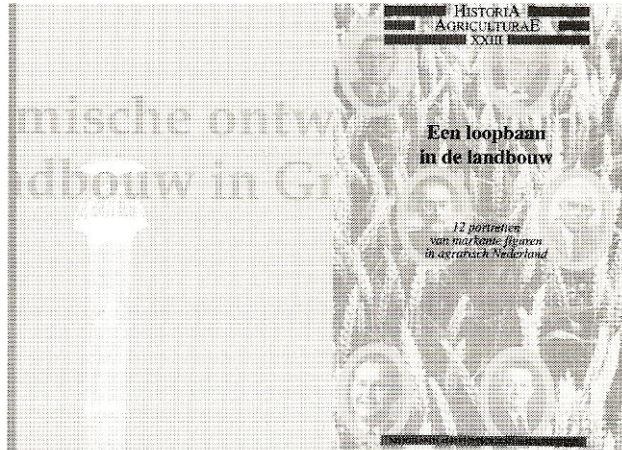 mische ontw
dbouw in Gr
HISTORIA
AGRICULTURAE
XXIII
Een loopbaan
in de landbouw
12 portretten
van markante figuren
in agrarisch Nederland